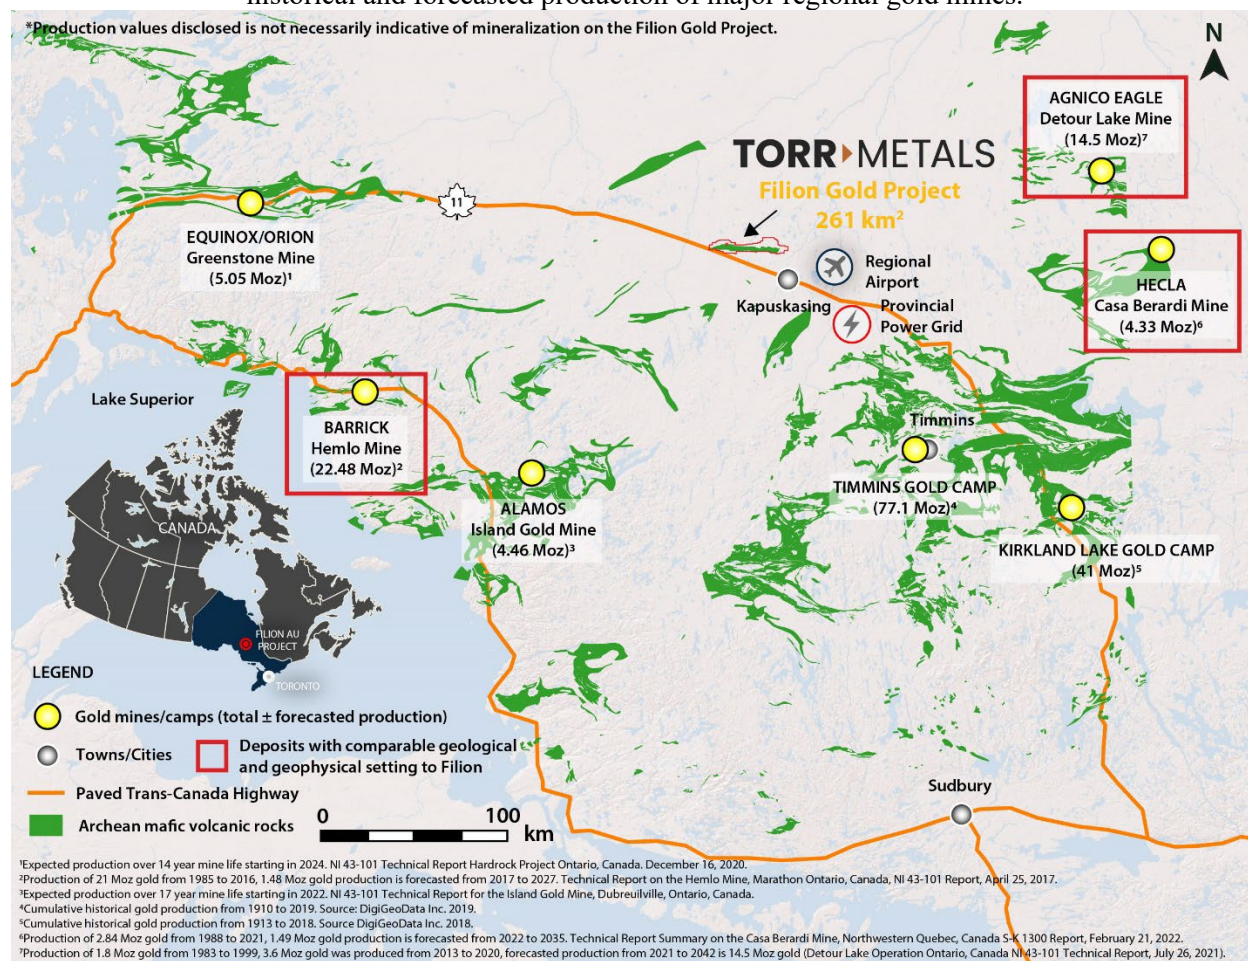 historical and forecasted production of major regional gold mines.
*Production values disclosed is not necessarily indicative of mineralization on the Filion Gold Project.
N
AGNICO EAGLE
Detour Lake Mine
(14.5 Moz)⁷
TORR METALS
Filion Gold Project
261 km²
11
EQUINOX/ORION
Greenstone Mine
(5.05 Moz)¹
Regional
Airport
HECLA
Casa Berardi Mine
(4.33 Moz)⁶
Kapuskasing
Provincial
Power Grid
Lake Superior
BARRICK
Hemlo Mine
(22.48 Moz)²
Timmins
TIMMINS GOLD CAMP
(77.1 Moz)⁴
ALAMOS
Island Gold Mine
(4.46 Moz)³
KIRKLAND LAKE GOLD CAMP
(41 Moz)⁵
CANADA
FILION AU
PROJECT
TORONTO
LEGEND
Gold mines/camps (total ± forecasted production)
Towns/Cities
Deposits with comparable geological
and geophysical setting to Filion
Paved Trans-Canada Highway
Archean mafic volcanic rocks
0 100
km
Sudbury
¹Expected production over 14 year mine life starting in 2024. NI 43-101 Technical Report Hardrock Project Ontario, Canada. December 16, 2020.
²Production of 21 Moz gold from 1985 to 2016, 1.48 Moz gold production is forecasted from 2017 to 2027. Technical Report on the Hemlo Mine, Marathon Ontario, Canada, NI 43-101 Report, April 25, 2017.
³Expected production over 17 year mine life starting in 2022. NI 43-101 Technical Report for the Island Gold Mine, Dubreuilville, Ontario, Canada.
⁴Cumulative historical gold production from 1910 to 2019. Source: DigiGeoData Inc. 2019.
⁵Cumulative historical gold production from 1913 to 2018. Source DigiGeoData Inc. 2018.
⁶Production of 2.84 Moz gold from 1988 to 2021, 1.49 Moz gold production is forecasted from 2022 to 2035. Technical Report Summary on the Casa Berardi Mine, Northwestern Quebec, Canada S-K 1300 Report, February 21, 2022.
⁷Production of 1.8 Moz gold from 1983 to 1999, 3.6 Moz gold was produced from 2013 to 2020, forecasted production from 2021 to 2042 is 14.5 Moz gold (Detour Lake Operation Ontario, Canada NI 43-101 Technical Report, July 26, 2021).